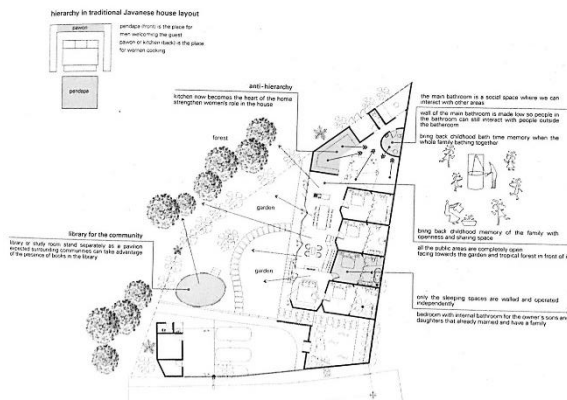 hierarchy in traditional Javanese house layout
pawon
pendapa (front) is the place for
men welcoming the guest
pawon or kitchen (back) is the place
for women cooking
pendapa
anti-hierarchy
kitchen now becomes the heart of the home
strengthen women's role in the house
the main bathroom is a social space where we can
interact with other areas
wall of the main bathroom is made low so people in
the bathroom can still interact with people outside
the bathroom
bring back childhood bath time memory when the
whole family bathing together
forest
garden
garden
library for the community
library or study room stand separately as a pavilion
expected surrounding communities can take advantage
of the presence of books in the library
bring back childhood memory of the family with
openness and sharing space
all the public areas are completely open
facing towards the garden and tropical forest in front of
only the sleeping spaces are walled and operated
independently
bedroom with internal bathroom for the owner's sons and
daughters that already married and have a family